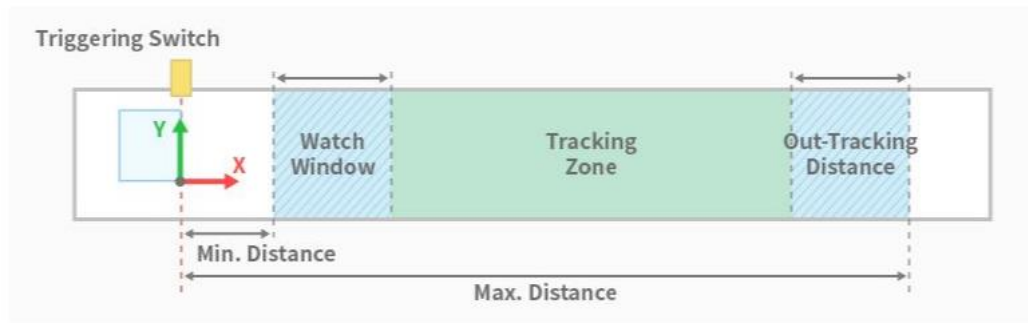 Triggering Switch
Y
X
Watch
Window
Tracking
Zone
Out-Tracking
Distance
Min. Distance
Max. Distance